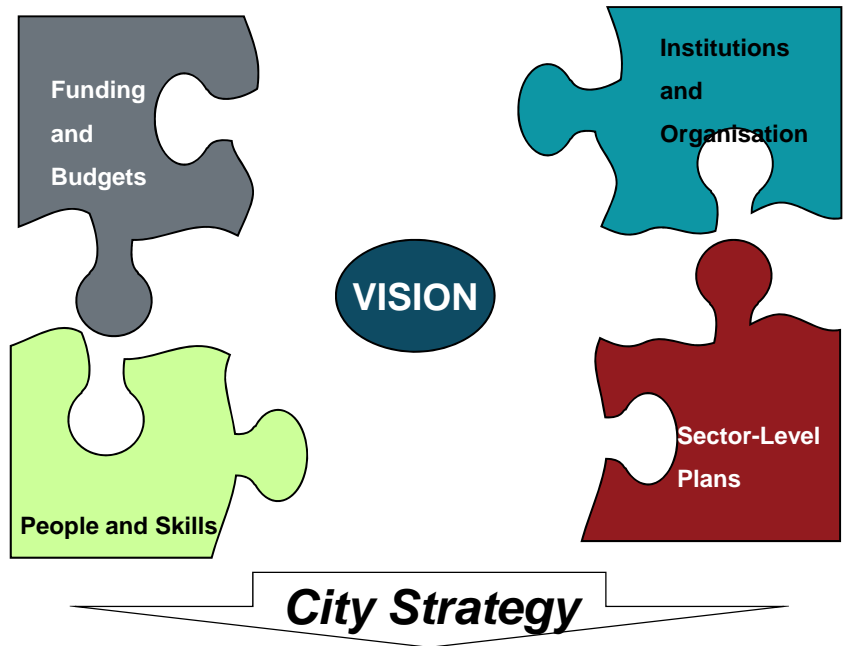 Funding
and
Budgets
Institutions
and
Organisation
VISION
People and Skills
Sector-Level
Plans
City Strategy